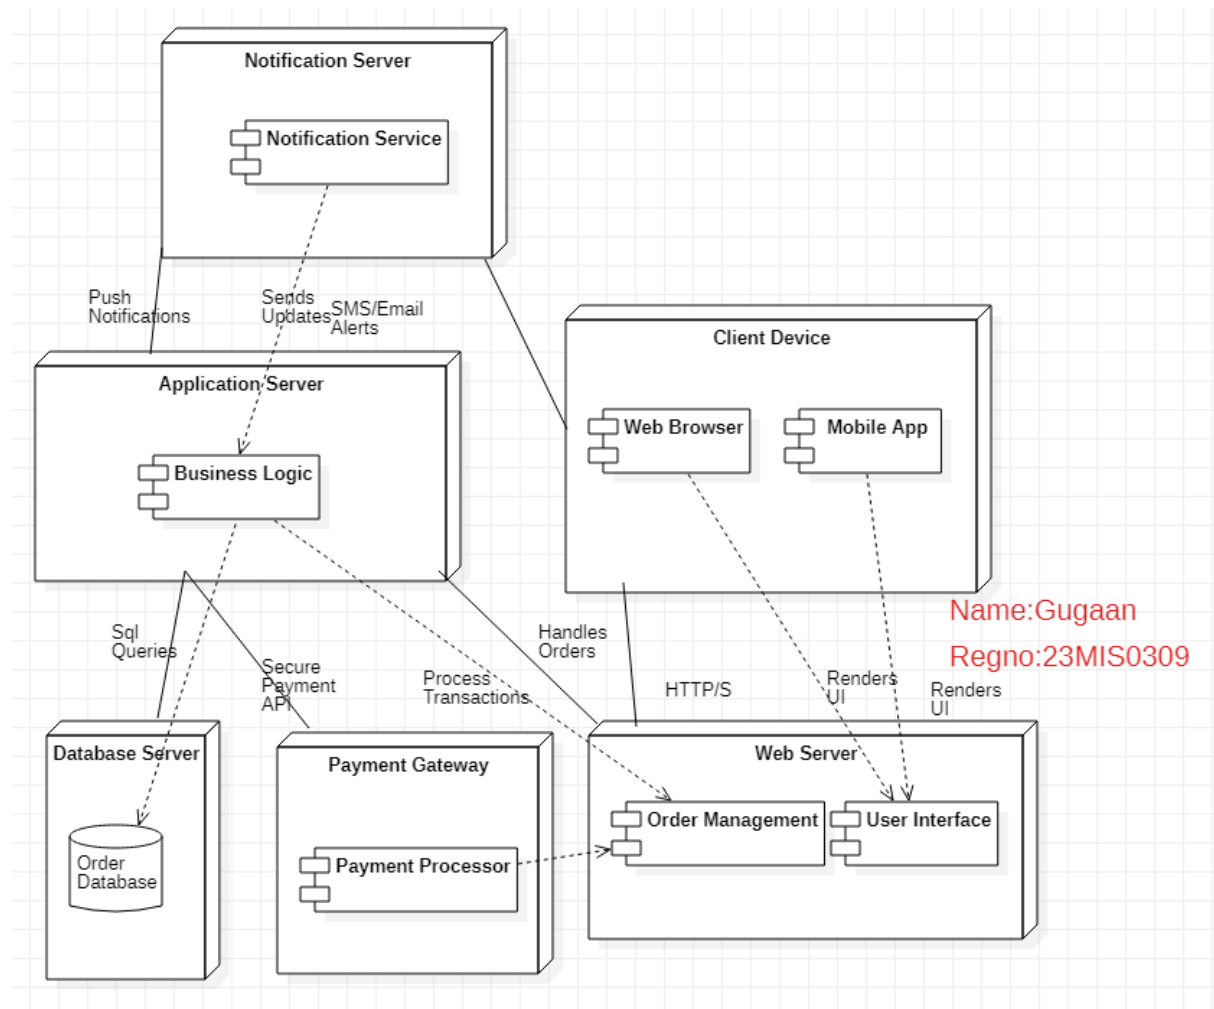 Notification Server
Notification Service
Push
Notifications
Sends
Updates
SMS/Email
Alerts
Application Server
Business Logic
Client Device
Web Browser
Mobile App
Name:Gugaan
Regno:23MIS0309
Sql
Queries
Secure
Payment
API
Process
Transactions
Handles
Orders
HTTP/S
Renders
UI
Renders
UI
Database Server
Order
Database
Payment Gateway
Payment Processor
Web Server
Order Management
User Interface